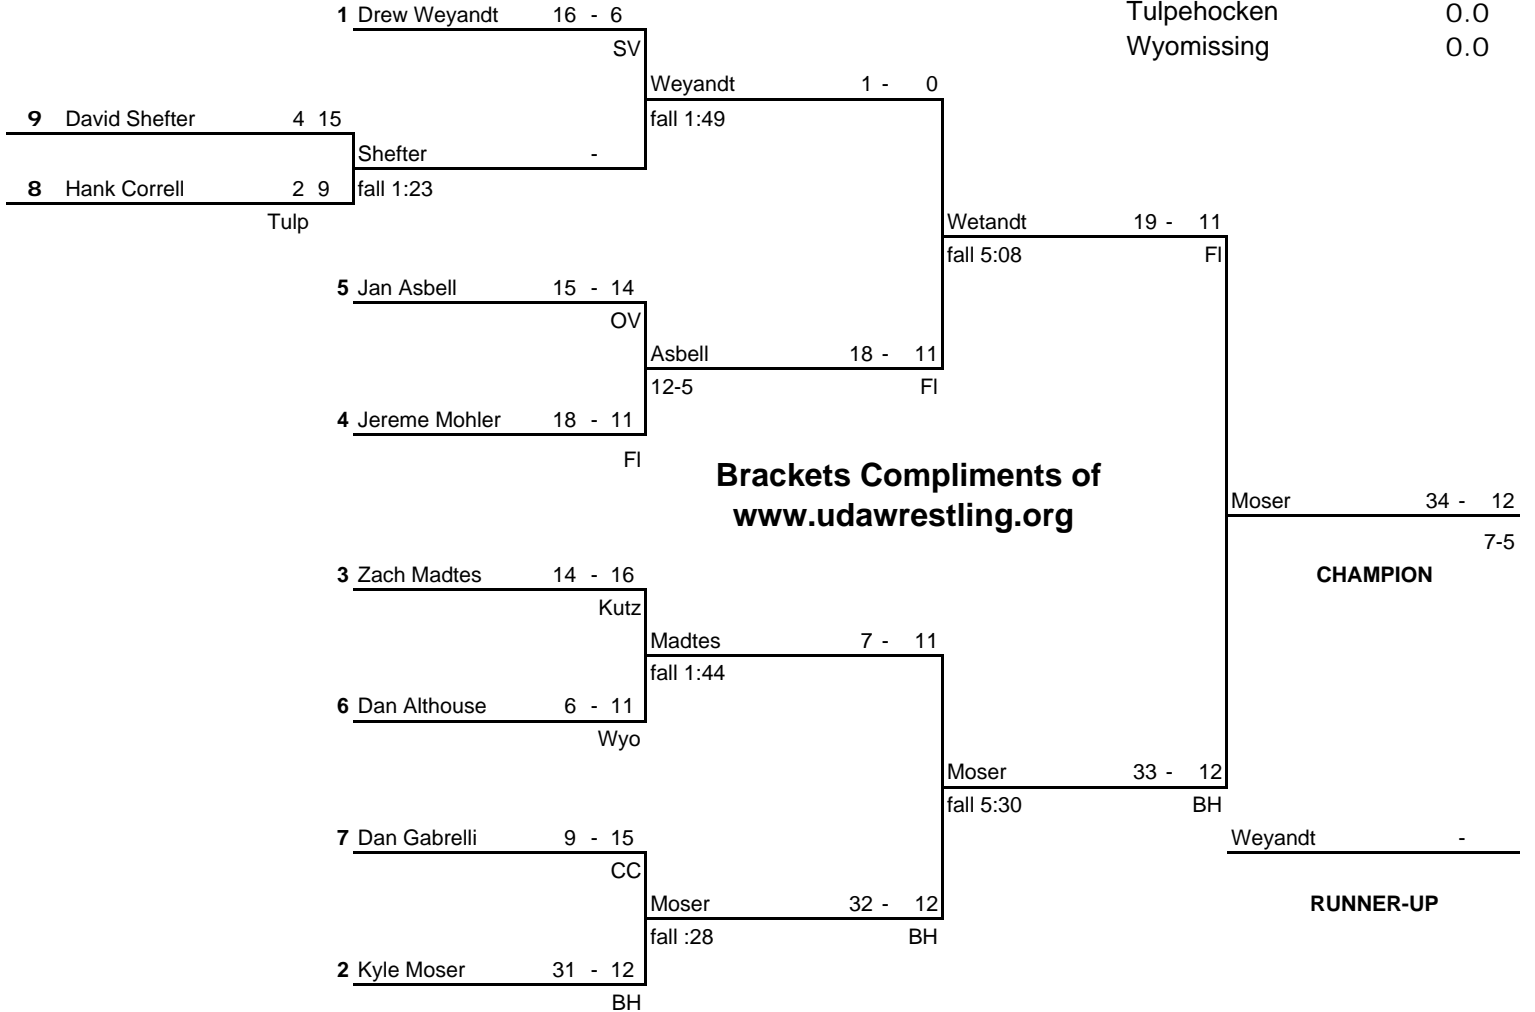 Tulpehocken 0.0
1 Drew Weyandt 16 - 6
SV
Wyomissing 0.0
Weyandt 1 - 0
9 David Shefter 4 15
fall 1:49
Shefter -
8 Hank Correll 2 9
fall 1:23
Tulp
Wetandt 19 - 11
fall 5:08
Fl
5 Jan Asbell 15 - 14
OV
Asbell 18 - 11
12-5
Fl
4 Jereme Mohler 18 - 11
Fl
Brackets Compliments of
www.udawrestling.org
Moser 34 - 12
7-5
CHAMPION
3 Zach Madtes 14 - 16
Kutz
Madtes 7 - 11
fall 1:44
6 Dan Althouse 6 - 11
Wyo
Moser 33 - 12
fall 5:30
BH
7 Dan Gabrelli 9 - 15
CC
Weyandt -
Moser 32 - 12
RUNNER-UP
fall :28
BH
2 Kyle Moser 31 - 12
BH